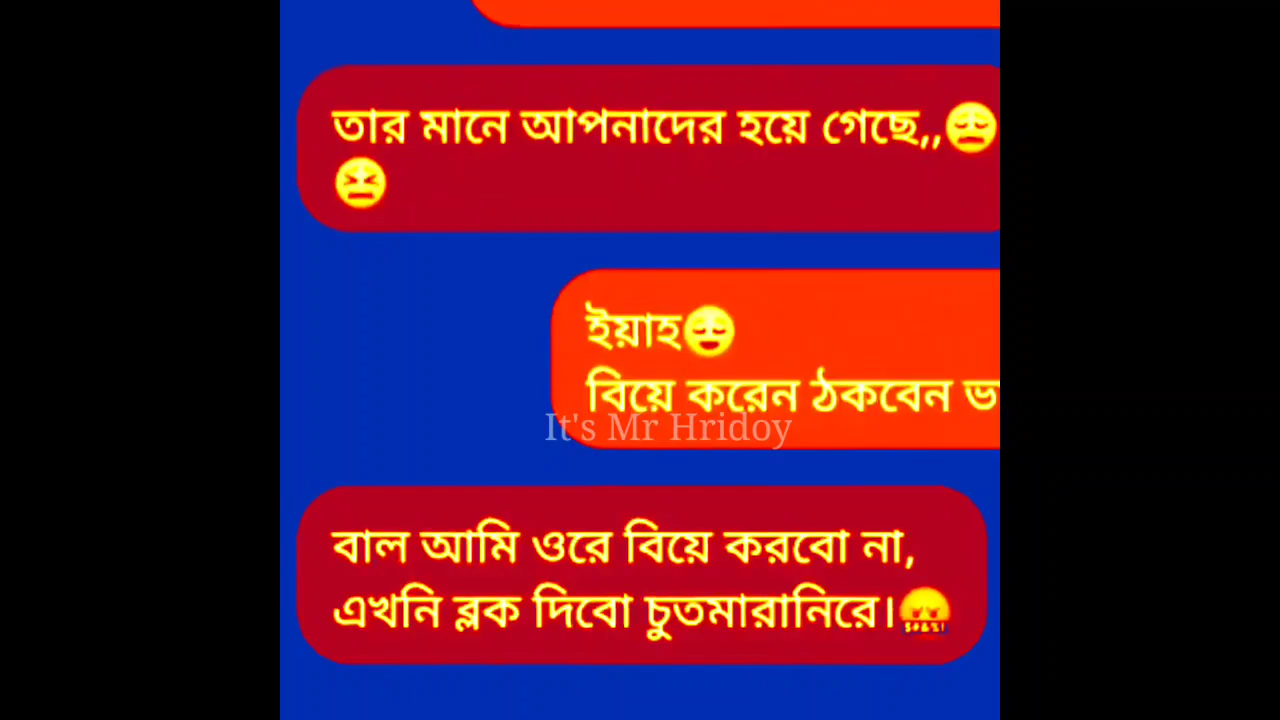 তার মানে আপনাদের হয়ে গেছে,,😩
😫
ইয়াহ😌
বিয়ে করেন ঠকবেন
It's Mr Hridoy
বাল আমি ওরে বিয়ে করবো না,
এখনি ব্লক দিবো চুতমারানিরে।🤬